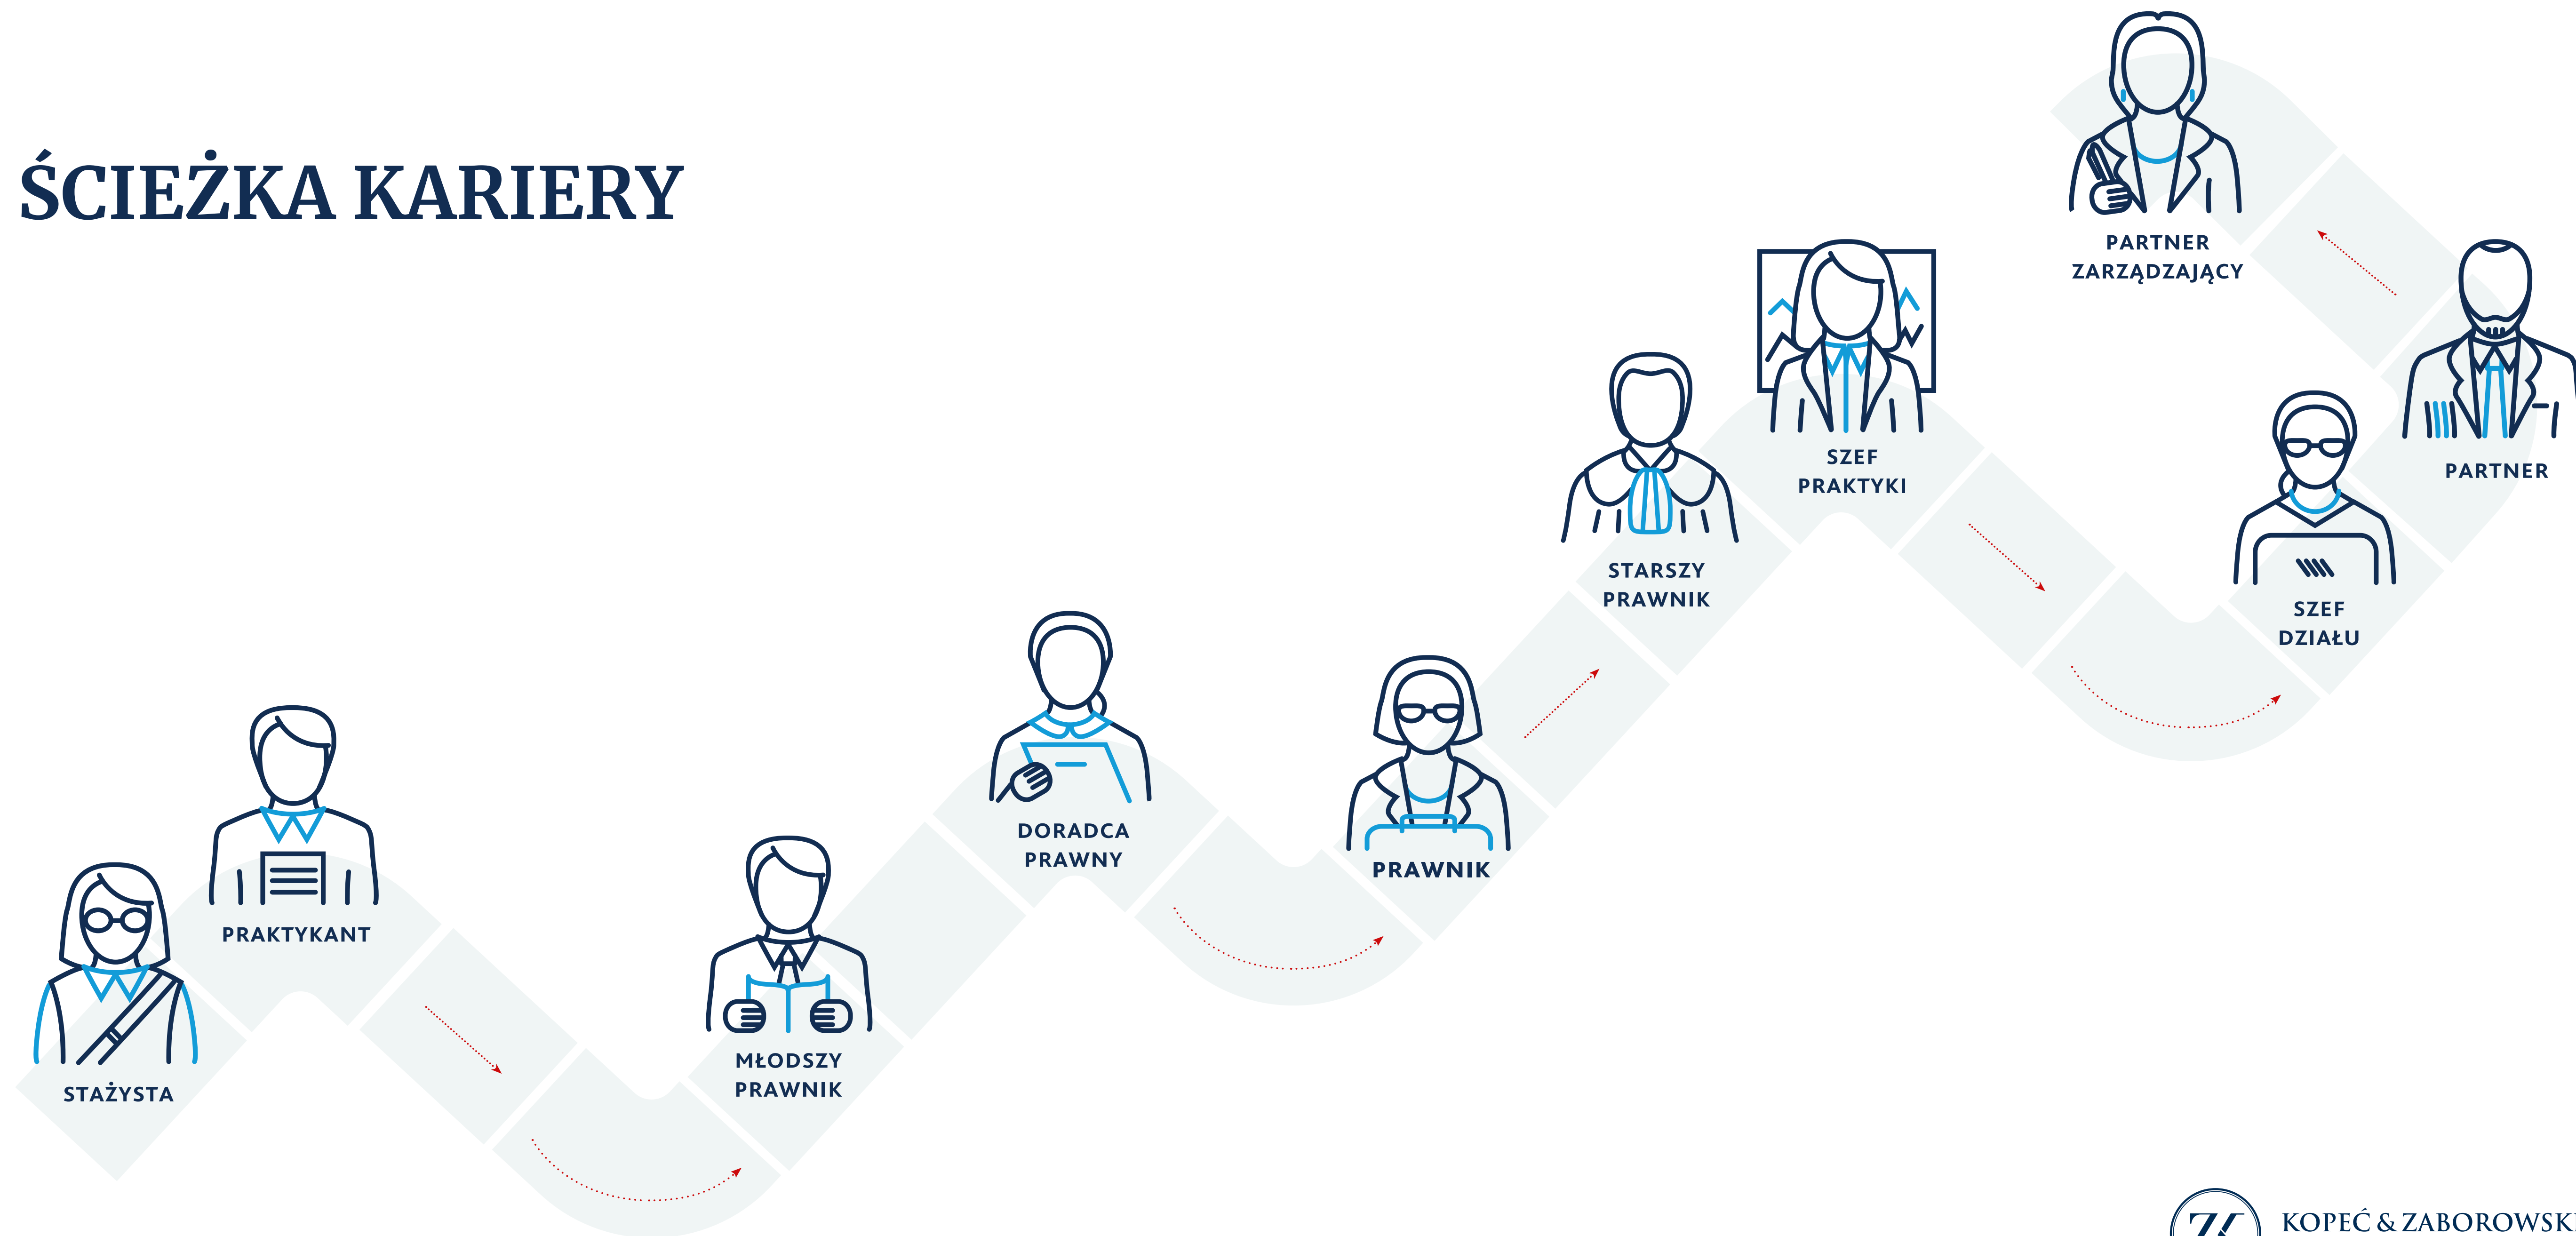 ŚCIEŻKA KARIERY
STAŻYSTA
PRAKTYKANT
MŁODSZY
PRAWNIK
DORADCA
PRAWNY
PRAWNIK
STARSZY
PRAWNIK
SZEF
PRAKTYKI
SZEF
DZIAŁU
PARTNER
PARTNER
ZARZĄDZAJĄCY
KOPEĆ & ZABOROWSKI